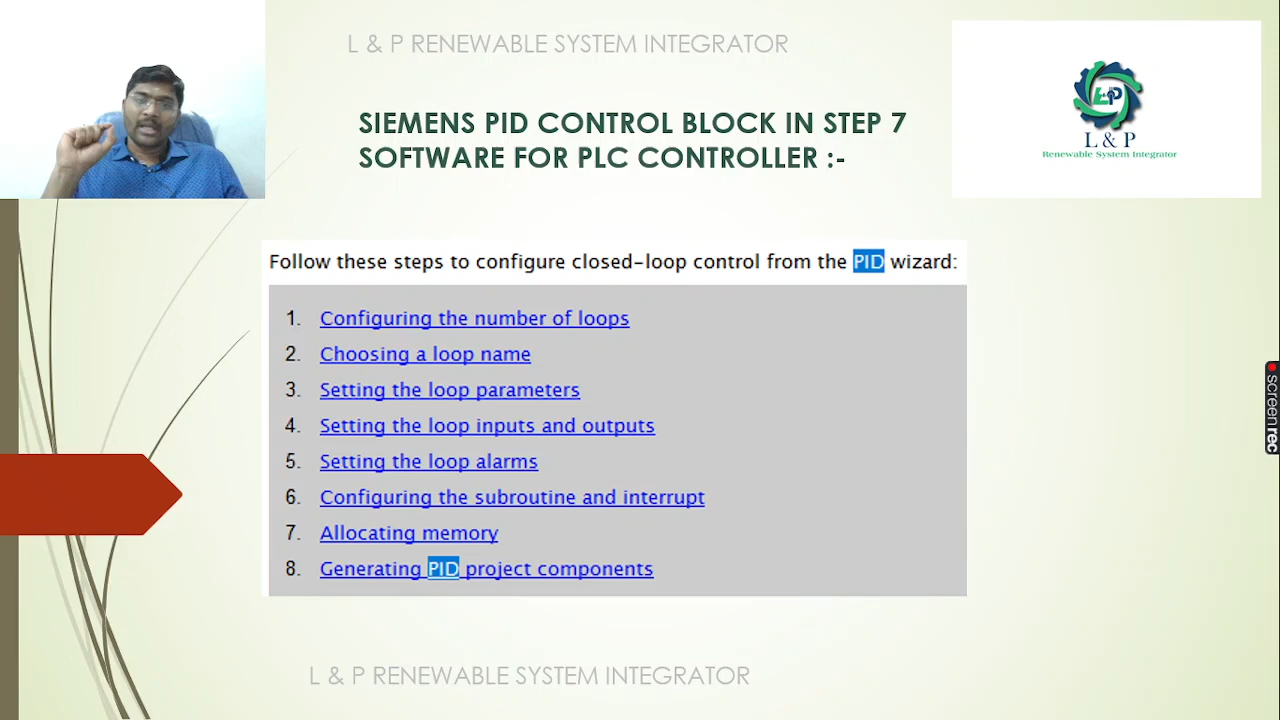 L & P RENEWABLE SYSTEM INTEGRATOR
SIEMENS PID CONTROL BLOCK IN STEP 7
SOFTWARE FOR PLC CONTROLLER :-
L&P
L & P
Renewable System Integrator
Follow these steps to configure closed-loop control from the PID wizard:
1. Configuring the number of loops
2. Choosing a loop name
3. Setting the loop parameters
4. Setting the loop inputs and outputs
5. Setting the loop alarms
6. Configuring the subroutine and interrupt
7. Allocating memory
8. Generating PID project components
L & P RENEWABLE SYSTEM INTEGRATOR
screenrec